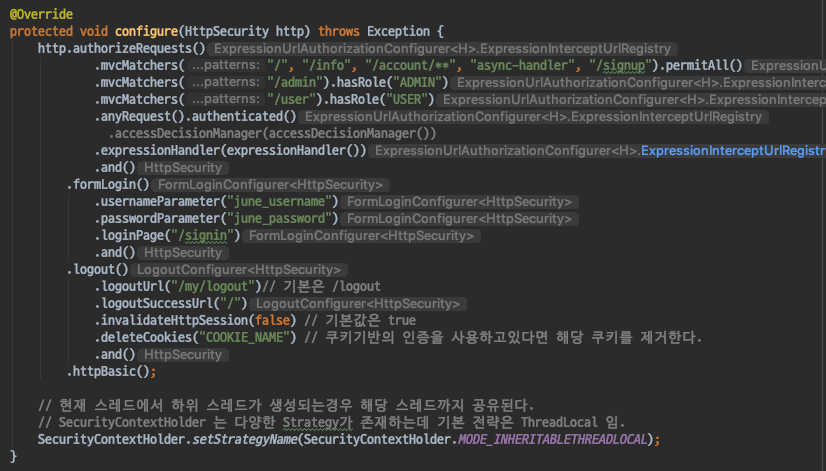 @Override
protected void configure(HttpSecurity http) throws Exception {
http.authorizeRequests() ExpressionUrlAuthorizationConfigurer<H>.ExpressionInterceptUrlRegistry
.mvcMatchers( ...patterns: "/", "/info", "/account/**", "async-handler", "/signup").permitAll() ExpressionU
.mvcMatchers( ...patterns: "/admin").hasRole("ADMIN") ExpressionUrlAuthorizationConfigurer<H>.ExpressionInterc
.mvcMatchers( ...patterns: "/user").hasRole("USER") ExpressionUrlAuthorizationConfigurer<H>.ExpressionIntercep
.anyRequest().authenticated() ExpressionUrlAuthorizationConfigurer<H>.ExpressionInterceptUrlRegistry
.accessDecisionManager(accessDecisionManager())
.expressionHandler(expressionHandler()) ExpressionUrlAuthorizationConfigurer<H>.ExpressionInterceptUrlRegistr
.and() HttpSecurity
.formLogin() FormLoginConfigurer<HttpSecurity>
.usernameParameter("june_username") FormLoginConfigurer<HttpSecurity>
.passwordParameter("june_password") FormLoginConfigurer<HttpSecurity>
.loginPage("/signin") FormLoginConfigurer<HttpSecurity>
.and() HttpSecurity
.logout() LogoutConfigurer<HttpSecurity>
.logoutUrl("/my/logout")// 기본은 /logout
.logoutSuccessUrl("/") LogoutConfigurer<HttpSecurity>
.invalidateHttpSession(false) // 기본값은 true
.deleteCookies("COOKIE_NAME") // 쿠키기반의 인증을 사용하고있다면 해당 쿠키를 제거한다.
.and() HttpSecurity
.httpBasic();
// 현재 스레드에서 하위 스레드가 생성되는경우 해당 스레드까지 공유된다.
// SecurityContextHolder 는 다양한 Strategy가 존재하는데 기본 전략은 ThreadLocal 임.
SecurityContextHolder.setStrategyName(SecurityContextHolder.MODE_INHERITABLETHREADLOCAL);
}